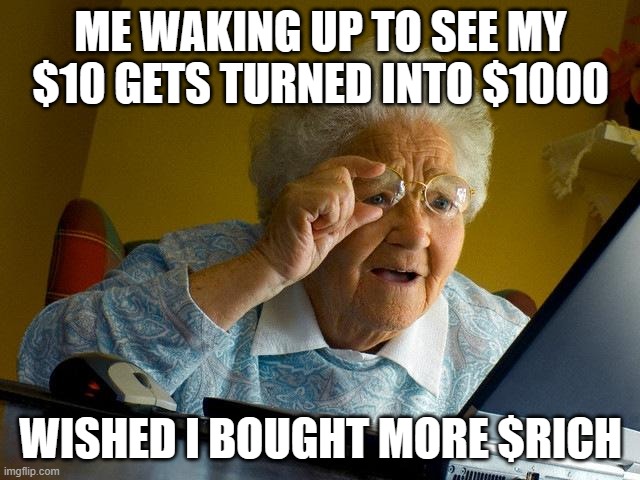 ME WAKING UP TO SEE MY
$10 GETS TURNED INTO $1000
WISHED I BOUGHT MORE $RICH
imgflip.com